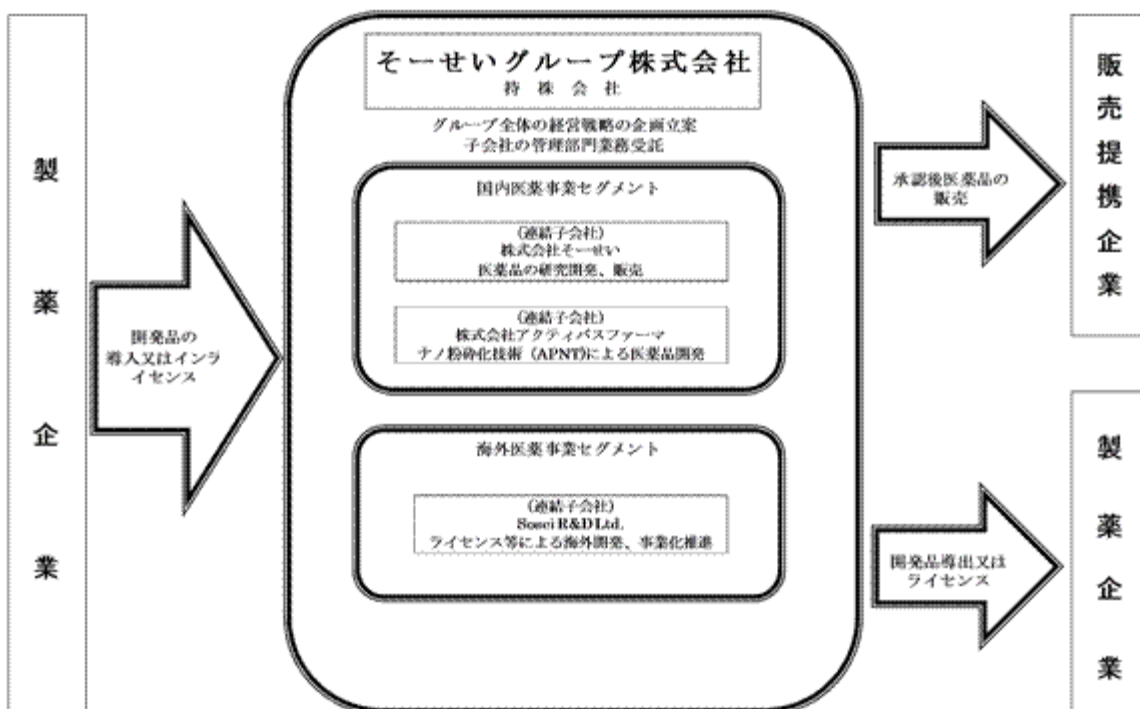 製薬企業
開発品の
導入又はインラ
イセンス
そーせいグループ株式会社
持株会社
グループ全体の経営戦略の企画立案
子会社の管理部門業務受託
国内医薬事業セグメント
(連結子会社)
株式会社そーせい
医薬品の研究開発、販売
(連結子会社)
株式会社アクティバスファーマ
ナノ粉砕化技術(APNT)による医薬品開発
海外医薬事業セグメント
(連結子会社)
Sosei R&D Ltd.
ライセンス等による海外開発、事業化推進
承認後医薬品の
販売
販売提携企業
開発品導出又は
ライセンス
製薬企業